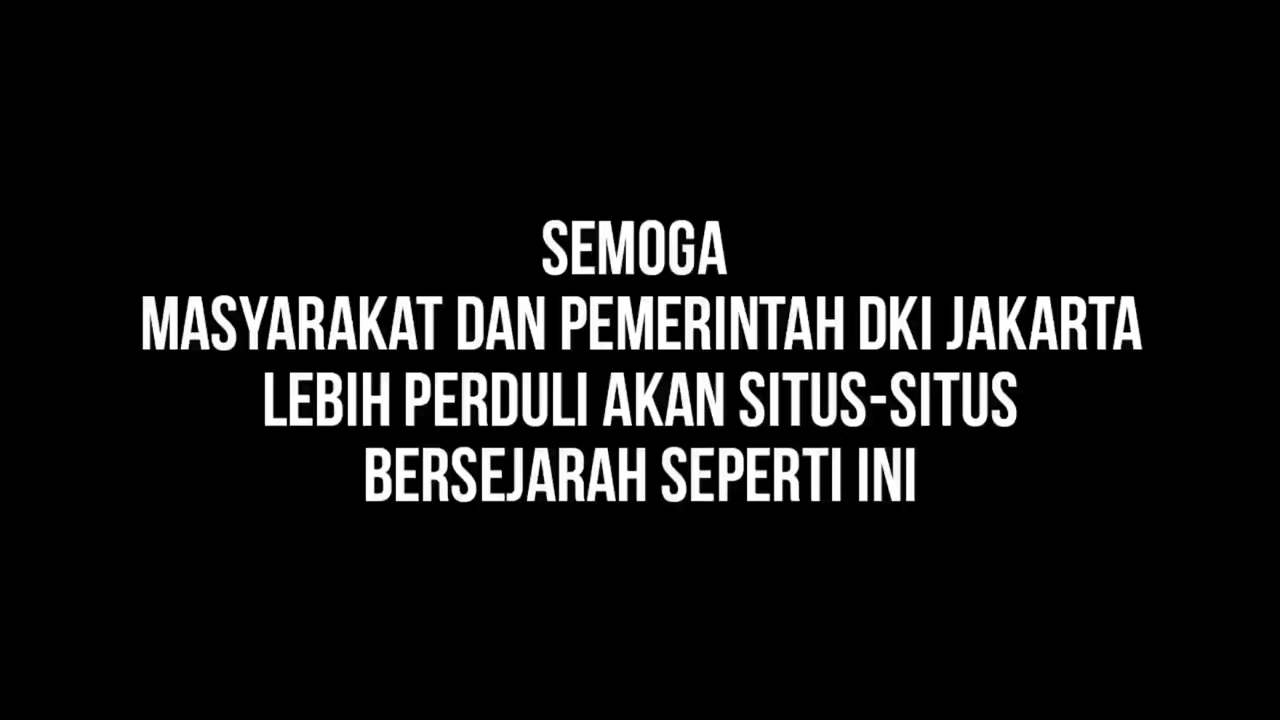 SEMOGA
MASYARAKAT DAN PEMERINTAH DKI JAKARTA
LEBIH PERDULI AKAN SITUS-SITUS
BERSEJARAH SEPERTI INI